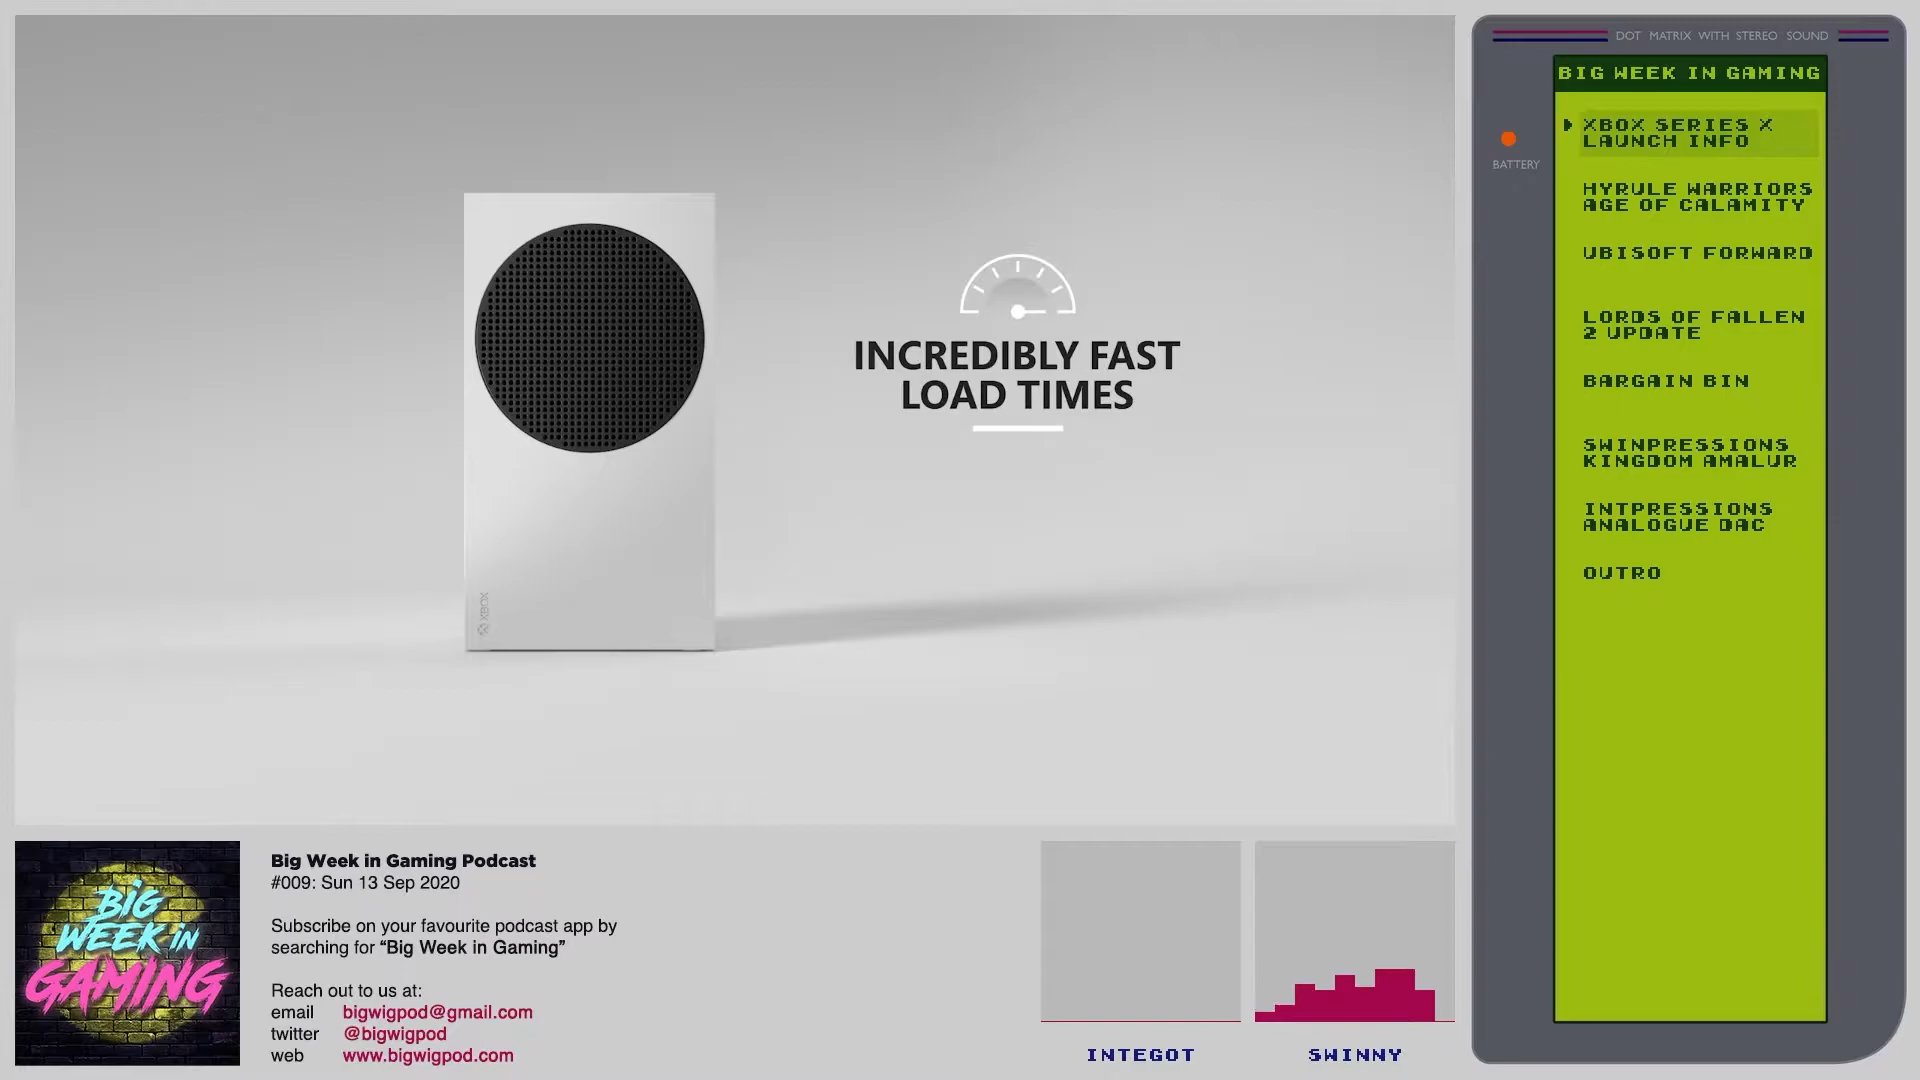 INCREDIBLY FAST
LOAD TIMES
XBOX
DOT MATRIX WITH STEREO SOUND
BATTERY
BIG WEEK IN GAMING
XBOX SERIES X
LAUNCH INFO
HYRULE WARRIORS
AGE OF CALAMITY
UBISOFT FORWARD
LORDS OF FALLEN
2 UPDATE
BARGAIN BIN
SWINPRESSIONS
KINGDOM AMALUR
INTPRESSIONS
ANALOGUE DAC
OUTRO
BIG
WEEK IN
GAMING
Big Week in Gaming Podcast
#009: Sun 13 Sep 2020
Subscribe on your favourite podcast app by
searching for “Big Week in Gaming”
Reach out to us at:
email bigwigpod@gmail.com
twitter @bigwigpod
web www.bigwigpod.com
INTEGOT
SWINNY